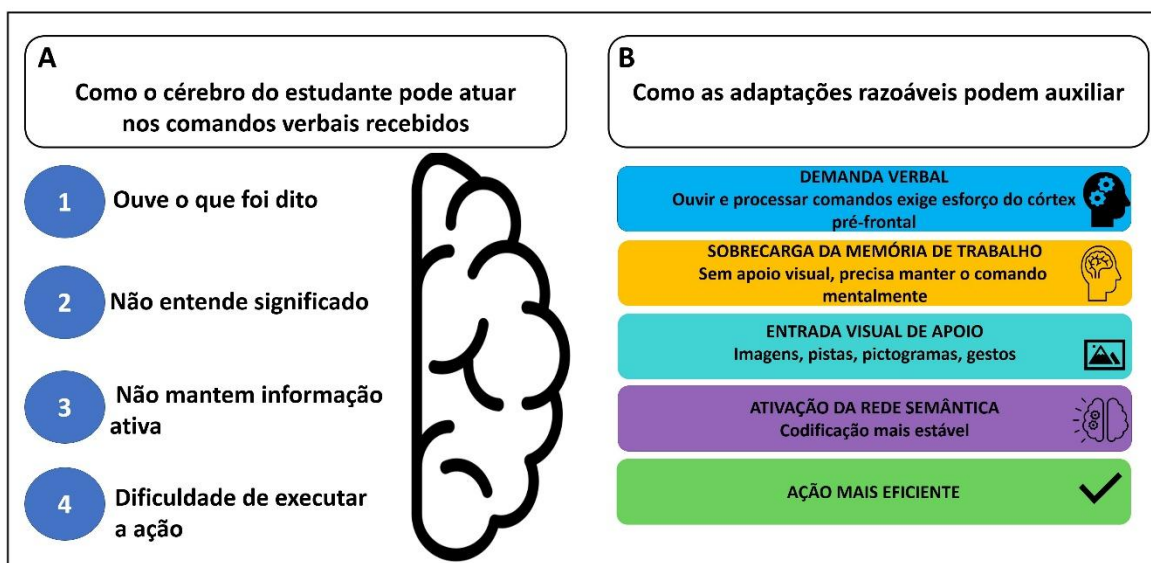 A
Como o cérebro do estudante pode atuar
nos comandos verbais recebidos
1
Ouve o que foi dito
2
Não entende significado
3
Não mantem informação
ativa
4
Dificuldade de executar
a ação
B
Como as adaptações razoáveis podem auxiliar
DEMANDA VERBAL
Ouvir e processar comandos exige esforço do córtex
pré-frontal
SOBRECARGA DA MEMÓRIA DE TRABALHO
Sem apoio visual, precisa manter o comando
mentalmente
ENTRADA VISUAL DE APOIO
Imagens, pistas, pictogramas, gestos
ATIVAÇÃO DA REDE SEMÂNTICA
Codificação mais estável
AÇÃO MAIS EFICIENTE